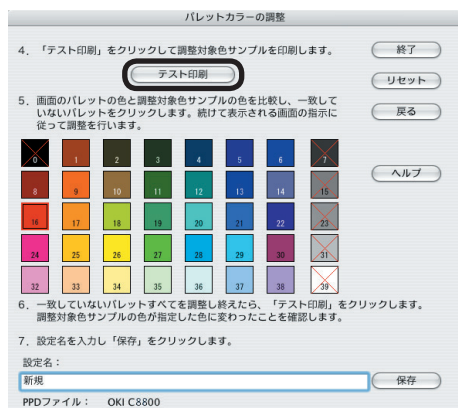 パレットカラーの調整
4. 「テスト印刷」をクリックして調整対象色サンプルを印刷します。
終了
テスト印刷
リセット
5. 画面のパレットの色と調整対象色サンプルの色を比較し、一致して
いないパレットをクリックします。続けて表示される画面の指示に
従って調整を行います。
戻る
ヘルプ
0 1 2 3 4 5 6 7
8 9 10 11 12 13 14 15
16 17 18 19 20 21 22 23
24 25 26 27 28 29 30 31
32 33 34 35 36 37 38 39
6. 一致していないパレットすべてを調整し終えたら、「テスト印刷」をクリックします。
調整対象色サンプルの色が指定した色に変わったことを確認します。
7. 設定名を入力し「保存」をクリックします。
設定名：
新規
保存
PPDファイル： OKI C8800